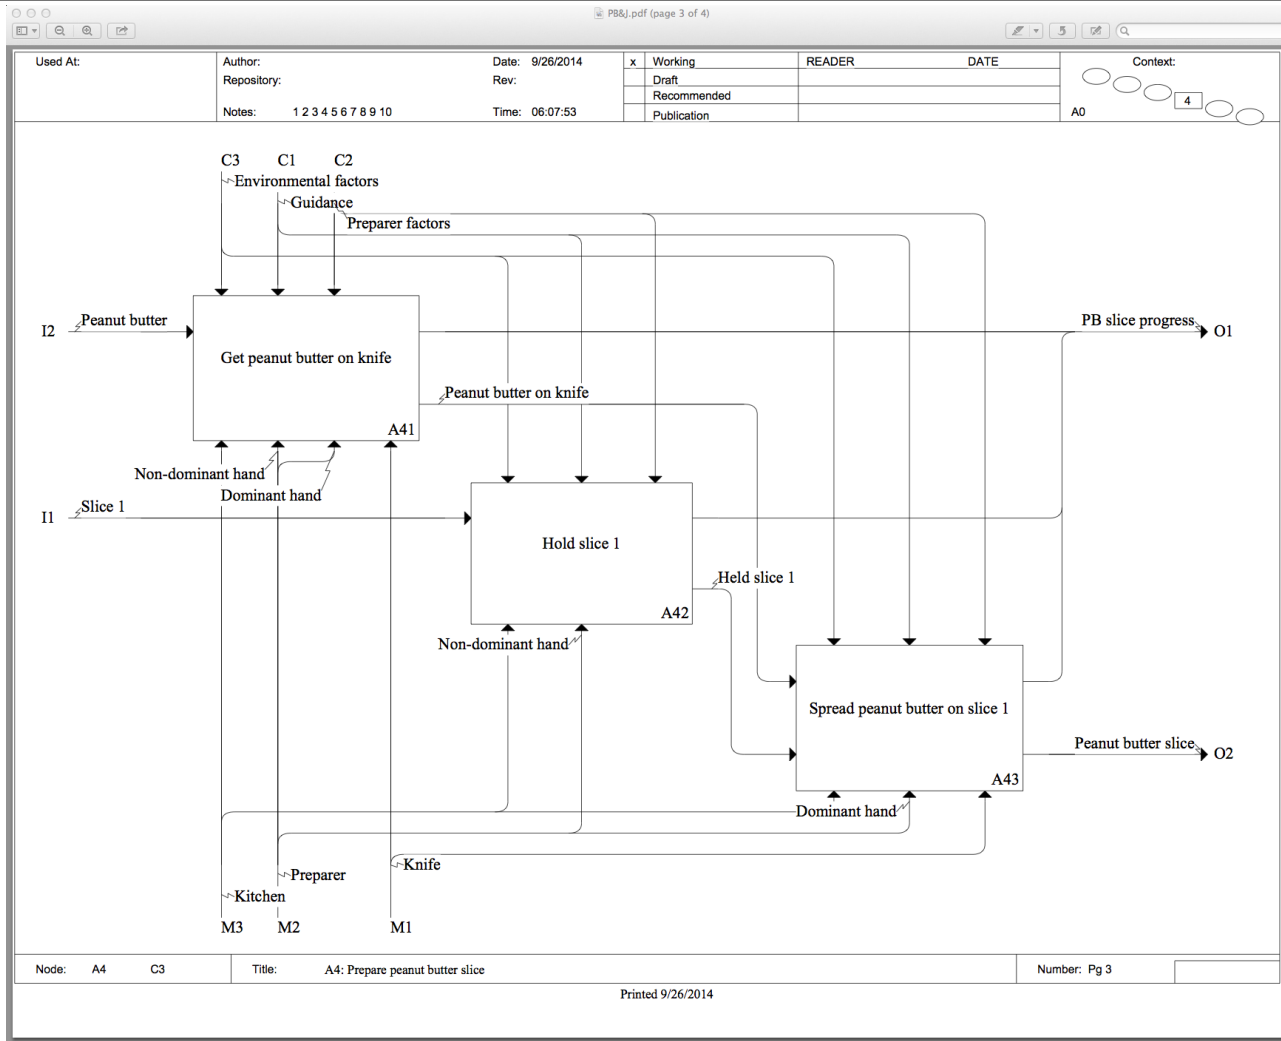 PB&J.pdf (page 3 of 4)
Used At:
Author:
Date: 9/26/2014
x Working
READER
DATE
Context:
Repository:
Rev:
Draft
Recommended
4
Notes: 1 2 3 4 5 6 7 8 9 10
Time: 06:07:53
Publication
A0
C3 C1 C2
Environmental factors
Guidance
Preparer factors
I2 Peanut butter
PB slice progress O1
Get peanut butter on knife
Peanut butter on knife
A41
Non-dominant hand
Dominant hand
I1 Slice 1
Hold slice 1
Held slice 1
A42
Non-dominant hand
Spread peanut butter on slice 1
Peanut butter slice O2
A43
Dominant hand
Knife
Preparer
Kitchen
M3 M2 M1
Node: A4 C3
Title: A4: Prepare peanut butter slice
Number: Pg 3
Printed 9/26/2014